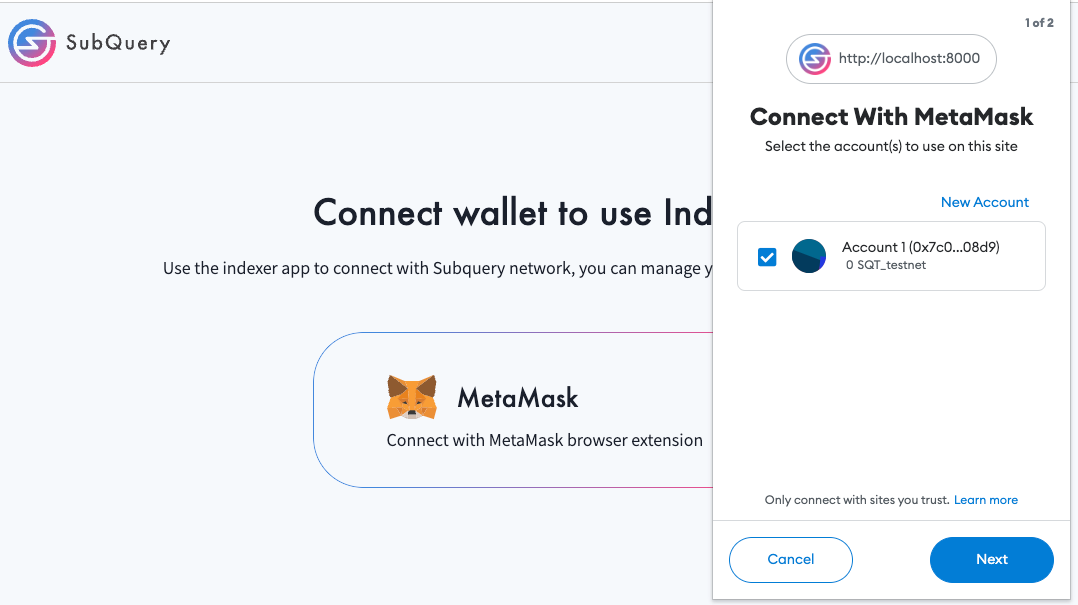 SubQuery
Connect wallet to use Ind
Use the indexer app to connect with Subquery network, you can manage y
MetaMask
Connect with MetaMask browser extension
1 of 2
http://localhost:8000
Connect With MetaMask
Select the account(s) to use on this site
New Account
Account 1 (0x7c0...08d9)
0 SQT_testnet
Only connect with sites you trust. Learn more
Cancel
Next